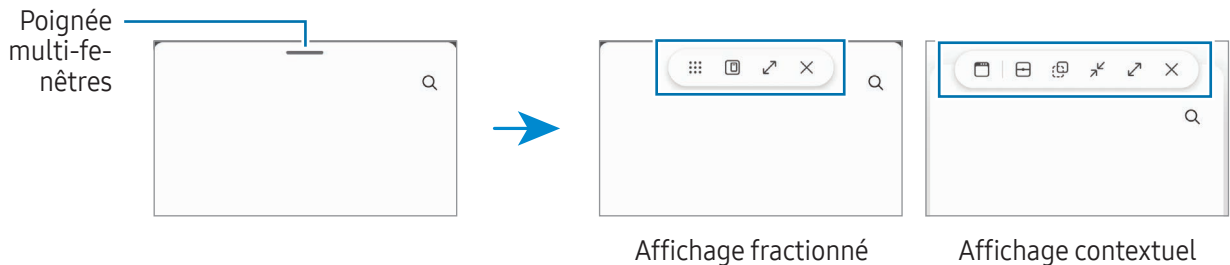 Poignée
multi-fe-
nêtres
Affichage fractionné
Affichage contextuel